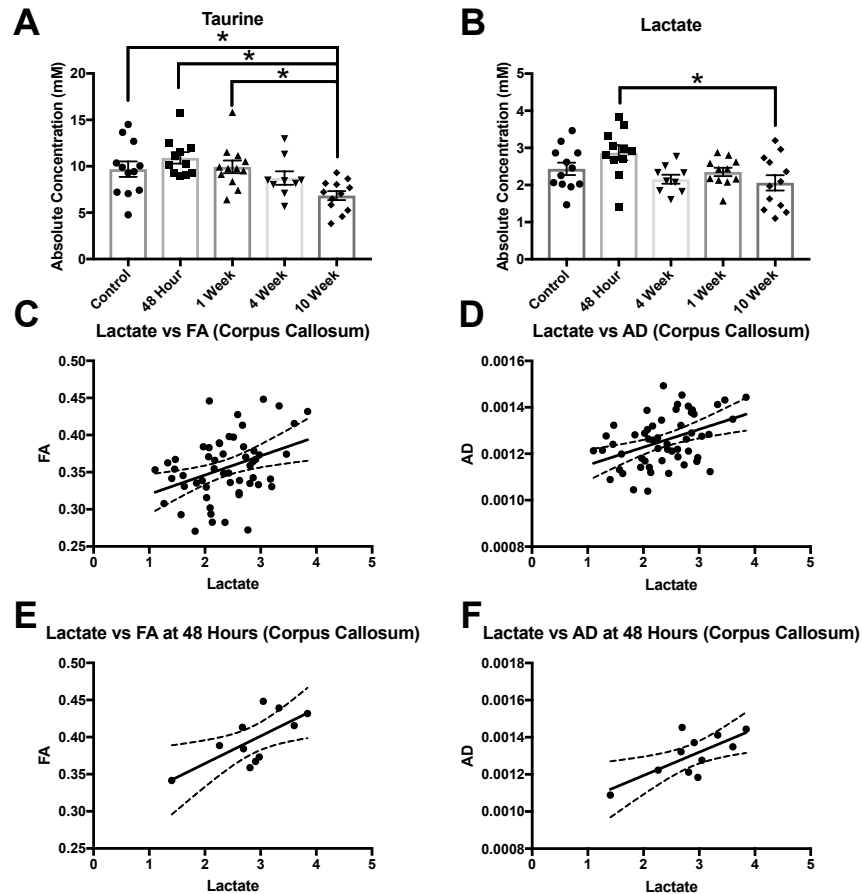 A
Taurine
*
*
*
Absolute Concentration (mM)
20
15
10
5
0
Control
48 Hour
1 Week
4 Week
10 Week
B
Lactate
*
Absolute Concentration (mM)
5
4
3
2
1
0
Control
48 Hour
4 Week
1 Week
10 Week
C
Lactate vs FA (Corpus Callosum)
FA
0.50
0.45
0.40
0.35
0.30
0.25
0 1 2 3 4 5
Lactate
D
Lactate vs AD (Corpus Callosum)
AD
0.0016
0.0014
0.0012
0.0010
0.0008
0 1 2 3 4 5
Lactate
E
Lactate vs FA at 48 Hours (Corpus Callosum)
FA
0.50
0.45
0.40
0.35
0.30
0.25
0 1 2 3 4 5
Lactate
F
Lactate vs AD at 48 Hours (Corpus Callosum)
AD
0.0018
0.0016
0.0014
0.0012
0.0010
0.0008
0 1 2 3 4 5
Lactate